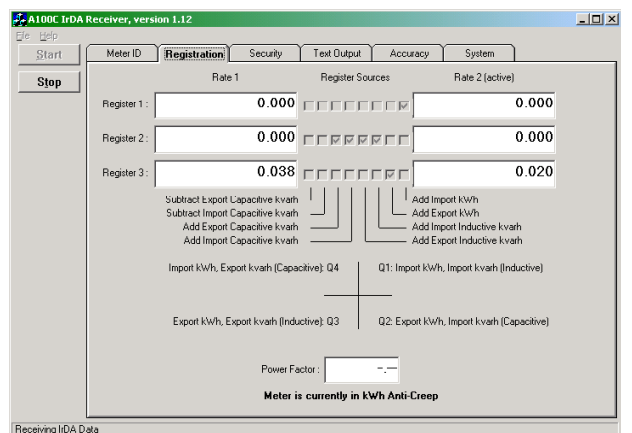 A100C IrDA Receiver, version 1.12
File Help
Start
Stop
Meter ID Registration Security Text Output Accuracy System
Rate 1 Register Sources Rate 2 (active)
Register 1 : 0.000 0.000
Register 2 : 0.000 0.000
Register 3 : 0.038 0.020
Subtract Export Capacitive kvarh Add Import kWh
Subtract Import Capacitive kvarh Add Export kWh
Add Export Capacitive kvarh Add Import Inductive kvarh
Add Import Capacitive kvarh Add Export Inductive kvarh
Import kWh, Export kvarh (Capacitive): Q4 Q1: Import kWh, Import kvarh (Inductive)
Export kWh, Export kvarh (Inductive): Q3 Q2: Export kWh, Import kvarh (Capacitive)
Power Factor : -.--
Meter is currently in kWh Anti-Creep
Receiving IrDA Data